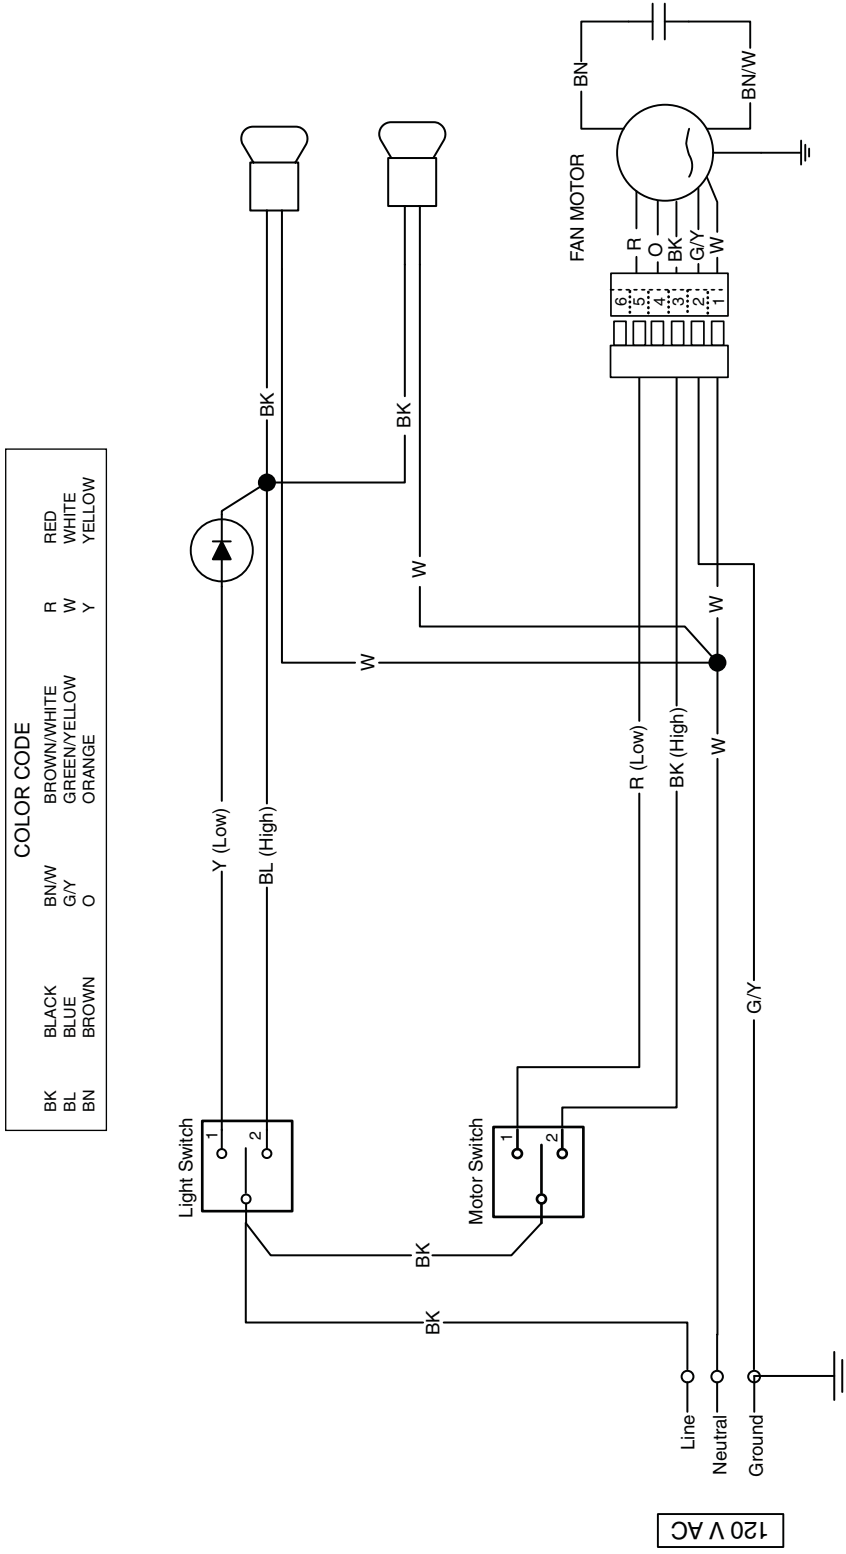 COLOR CODE
BK BLACK BN/W BROWN/WHITE R RED
BL BLUE G/Y GREEN/YELLOW W WHITE
BN BROWN O ORANGE Y YELLOW
Light Switch
1
2
Y (Low)
BL (High)
BK
BK
W
W
BK
BK
Motor Switch
1
2
R (Low)
BK (High)
W
W
G/Y
FAN MOTOR
BN
BN/W
R
O
BK
G/Y
W
6
5
4
3
2
1
Line
Neutral
Ground
120 V AC